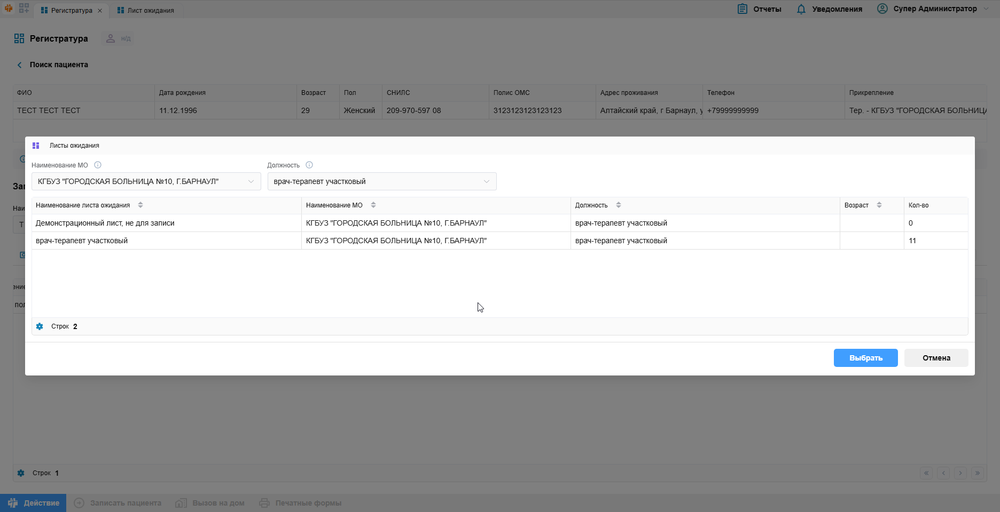 Регистратура
Лист ожидания
Отчеты
Уведомления
Супер Администратор
Регистратура
н/д
Поиск пациента
ФИО Дата рождения Возраст Пол СНИЛС Полис ОМС Адрес проживания Телефон Прикрепление
ТЕСТ ТЕСТ ТЕСТ 11.12.1996 29 Женский 209-970-597 08 3123123123123123 Алтайский край, г Барнаул, у +79999999999 Тер. - КГБУЗ "ГОРОДСКАЯ БОЛЬНИЦА
Листы ожидания
Наименование МО Должность
КГБУЗ "ГОРОДСКАЯ БОЛЬНИЦА №10, Г.БАРНАУЛ" врач-терапевт участковый
Наименование листа ожидания Наименование МО Должность Возраст Кол-во
Демонстрационный лист, не для записи КГБУЗ "ГОРОДСКАЯ БОЛЬНИЦА №10, Г.БАРНАУЛ" врач-терапевт участковый 0
врач-терапевт участковый КГБУЗ "ГОРОДСКАЯ БОЛЬНИЦА №10, Г.БАРНАУЛ" врач-терапевт участковый 11
Строк 2
Выбрать Отмена
Строк 1
Действие Записать пациента Вызов на дом Печатные формы